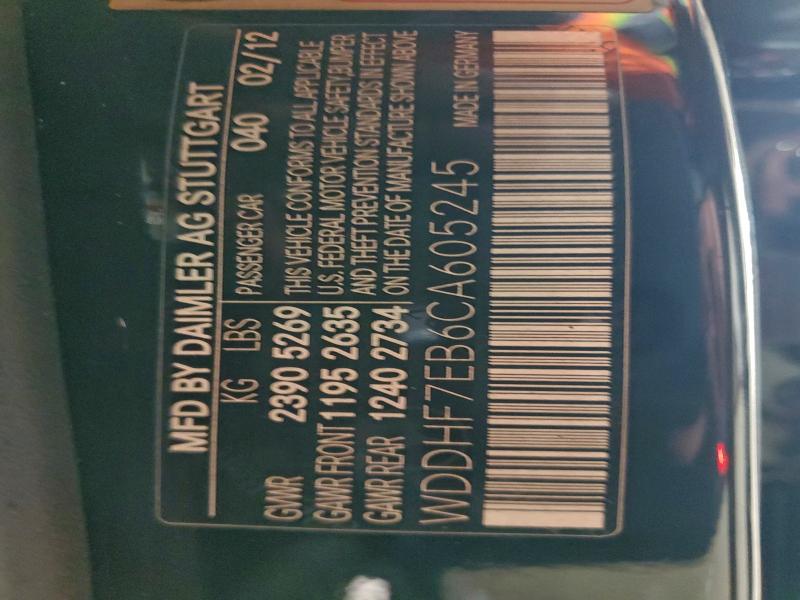 MFD BY DAIMLER AG STUTTGART
KG LBS PASSENGER CAR 040 02/12
GWR 2390 5269 THIS VEHICLE CONFORMS TO ALL APPLICABLE
GAWR FRONT 1195 2635 U.S. FEDERAL MOTOR VEHICLE SAFETY, BUMPER
GAWR REAR 1240 2734 AND THEFT PREVENTION STANDARDS IN EFFECT
ON THE DATE OF MANUFACTURE SHOWN ABOVE
WDDHF7EB6CA605245 MADE IN GERMANY